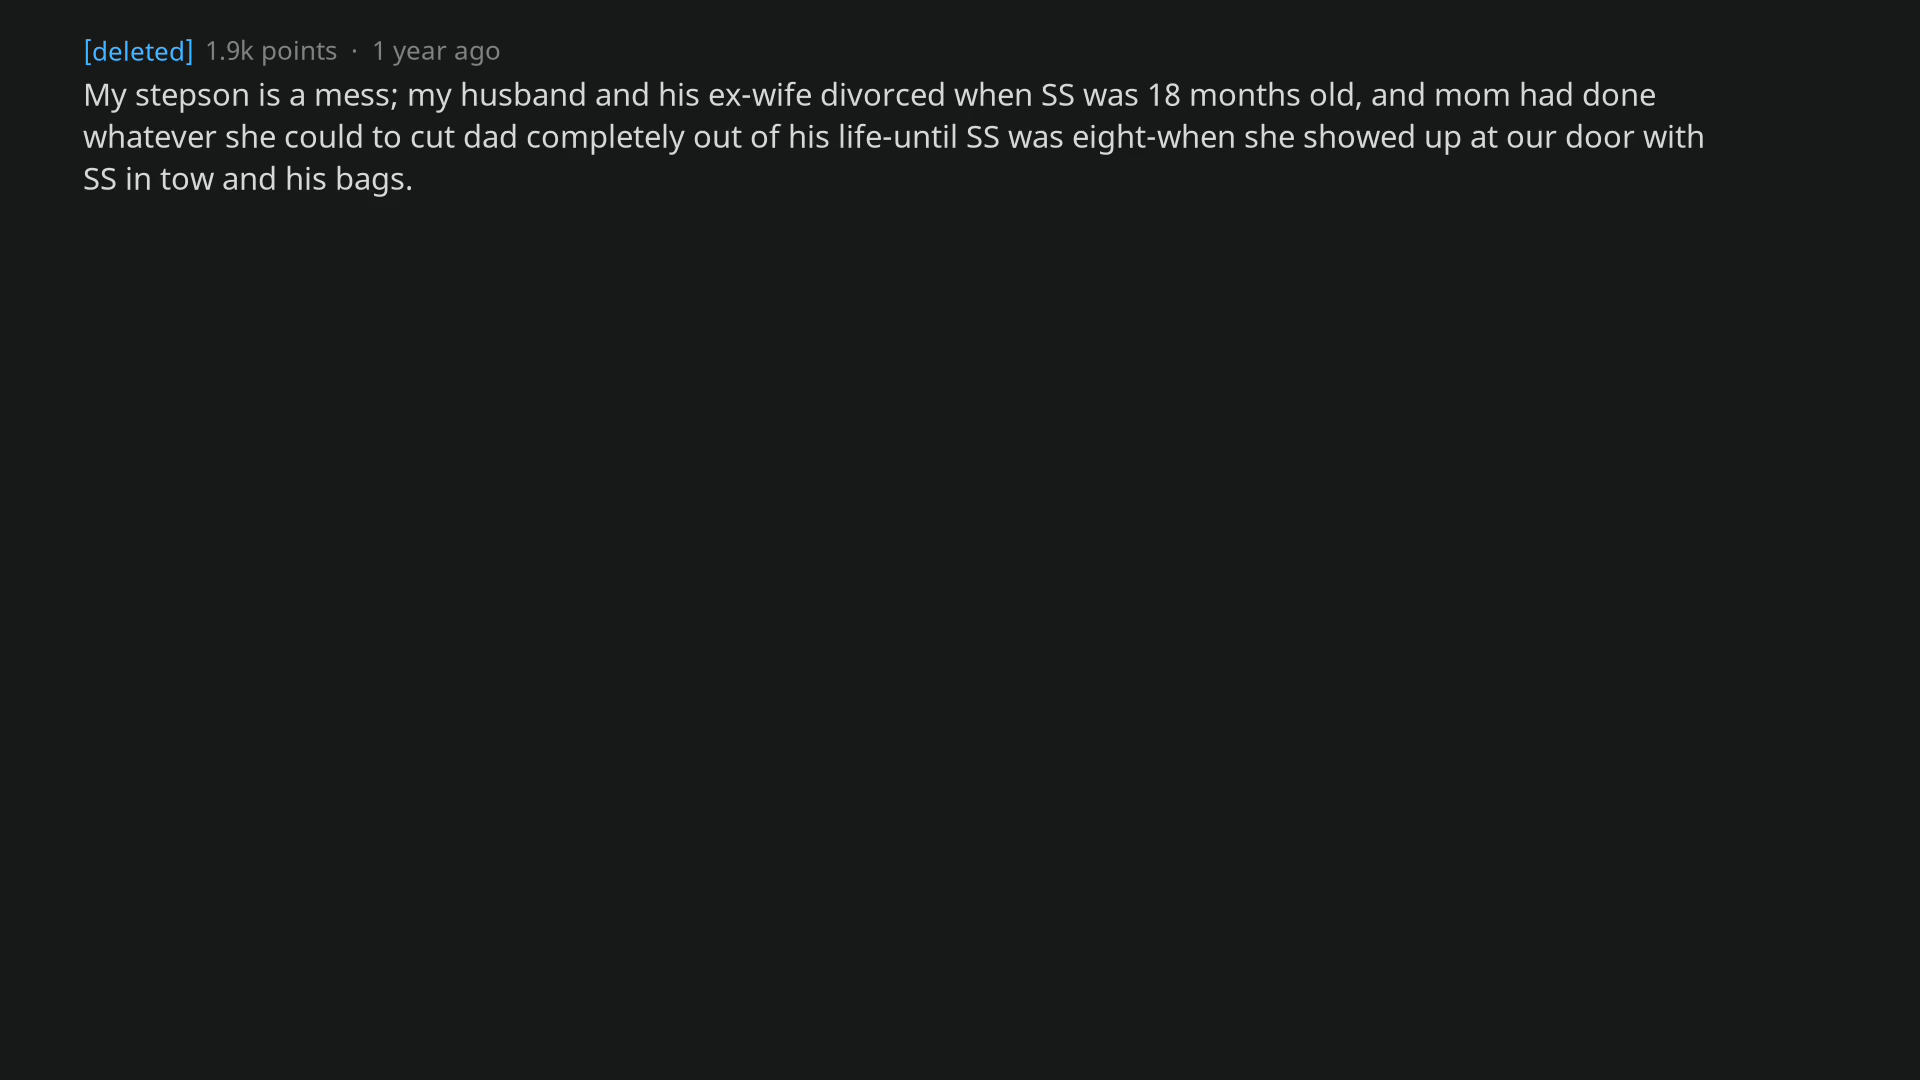 [deleted] 1.9k points · 1 year ago
My stepson is a mess; my husband and his ex-wife divorced when SS was 18 months old, and mom had done
whatever she could to cut dad completely out of his life-until SS was eight-when she showed up at our door with
SS in tow and his bags.